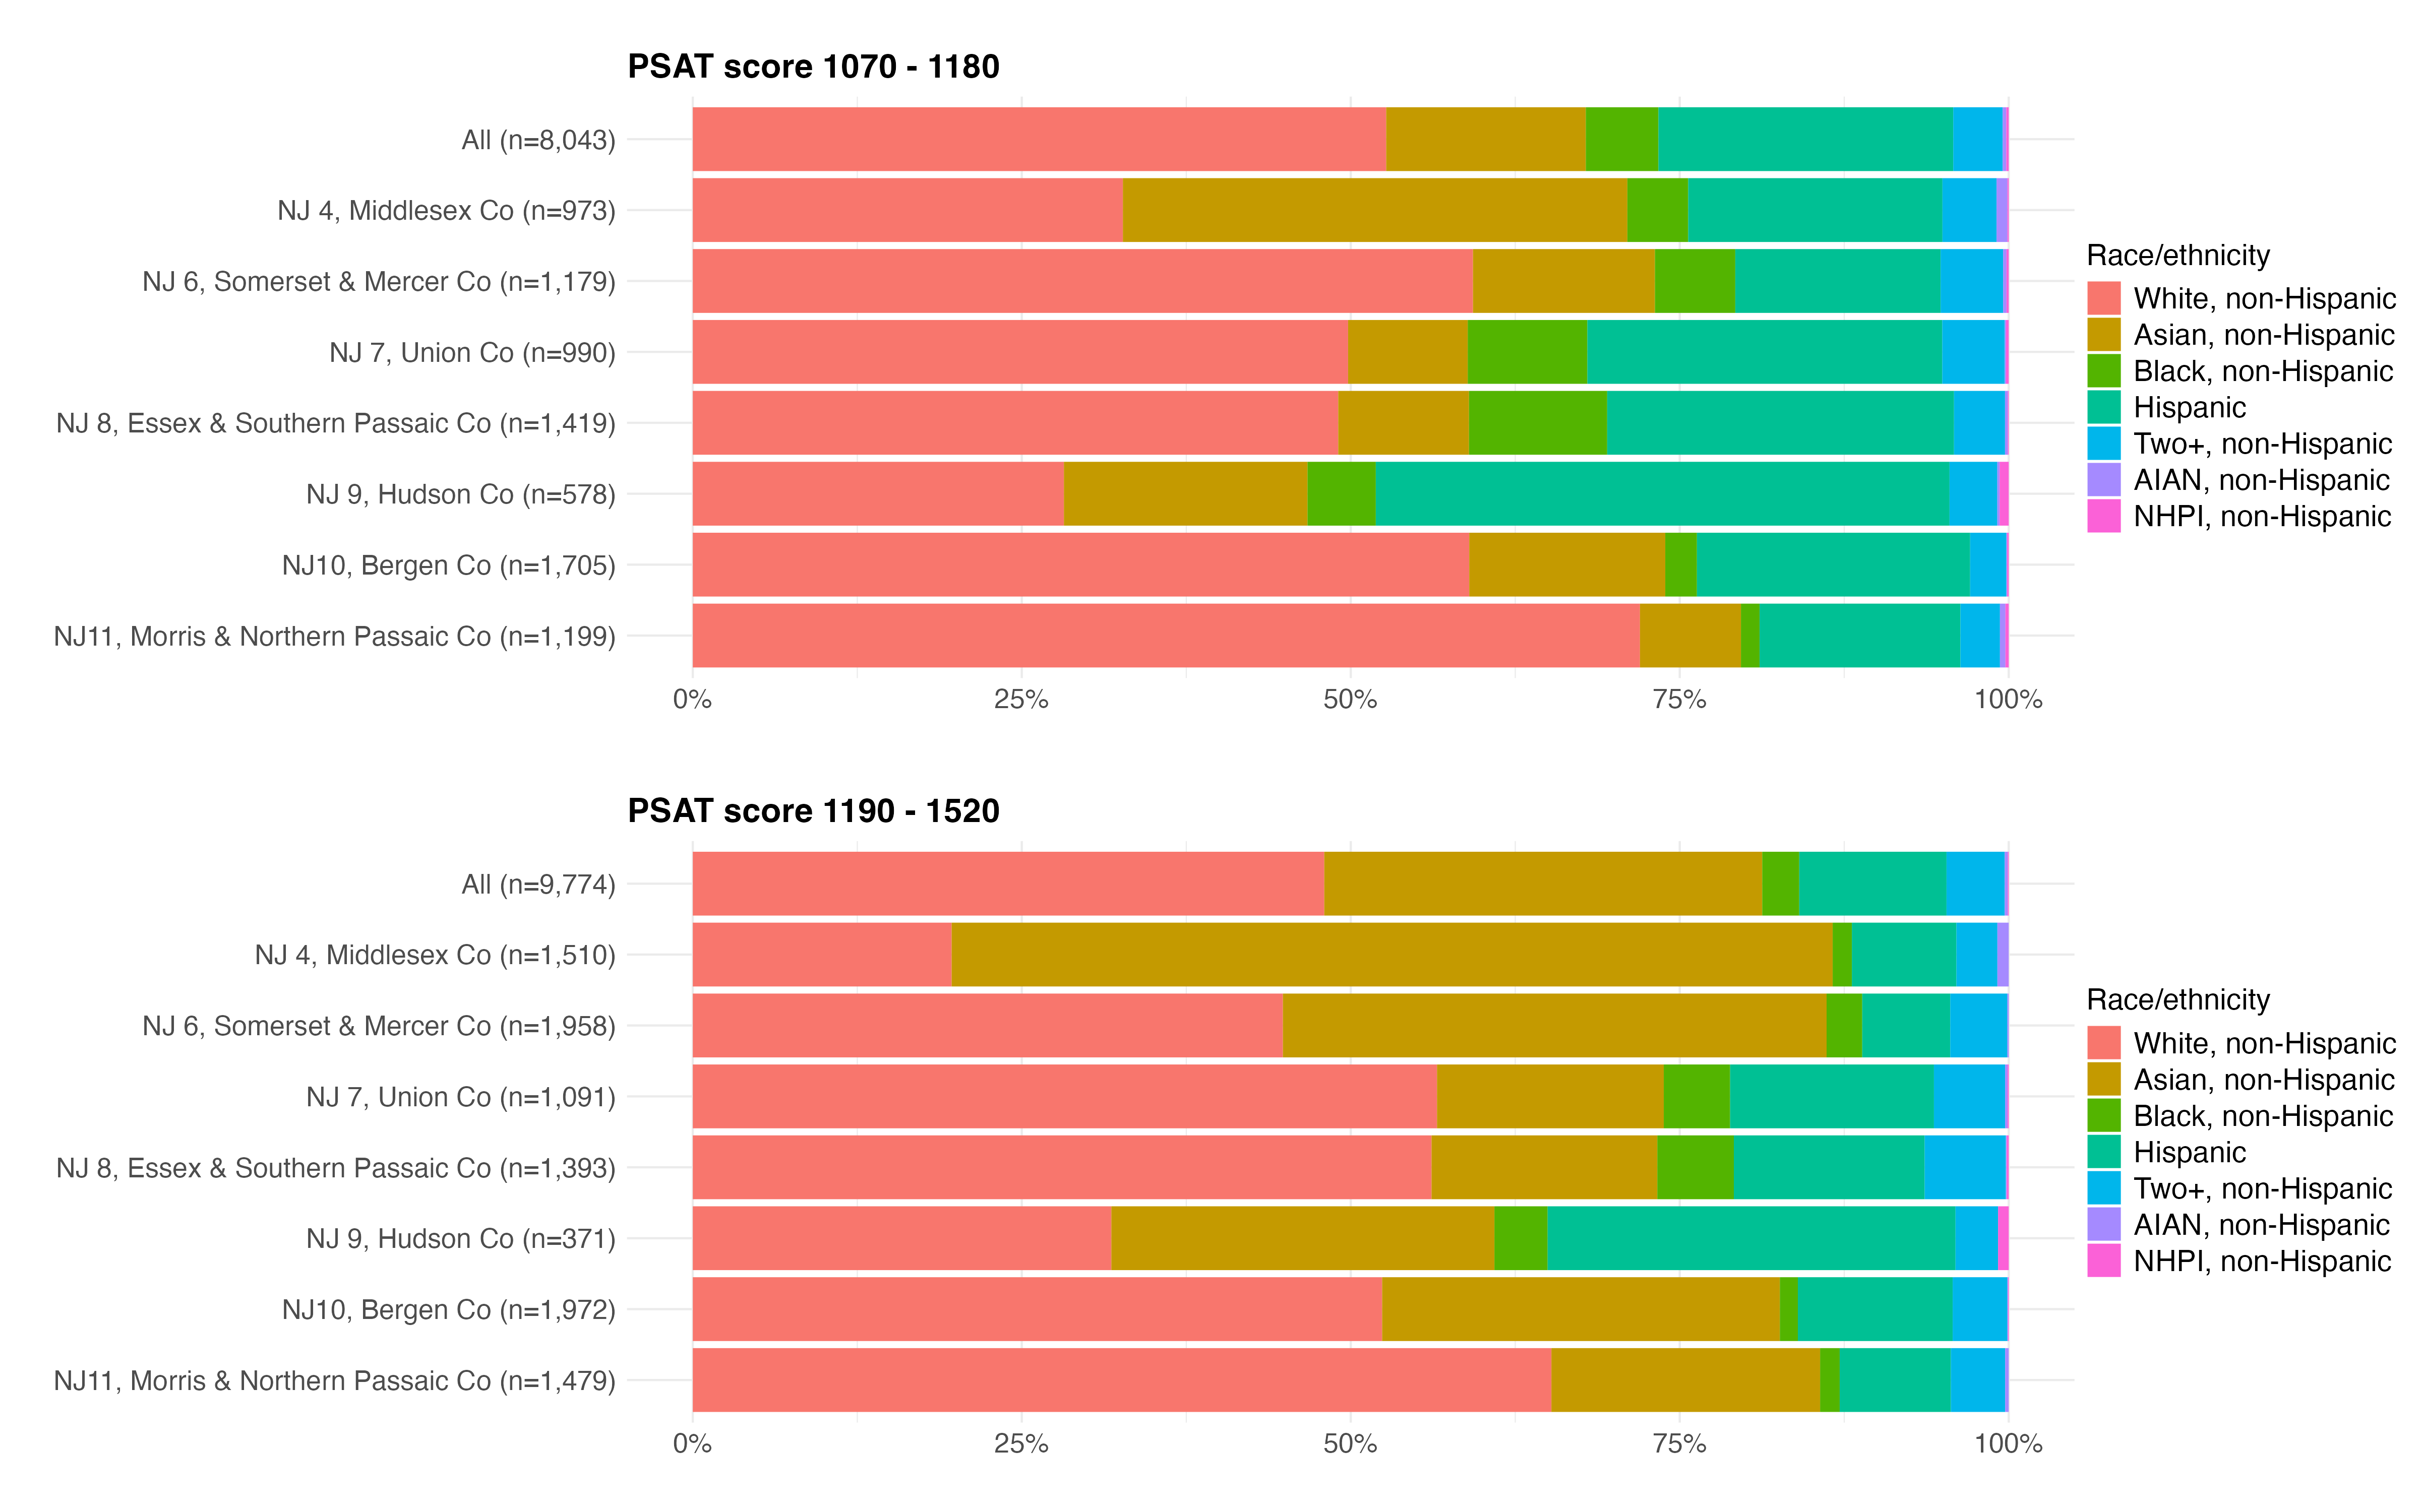 PSAT score 1070 - 1180
All (n=8,043)
NJ 4, Middlesex Co (n=973)
NJ 6, Somerset & Mercer Co (n=1,179)
NJ 7, Union Co (n=990)
NJ 8, Essex & Southern Passaic Co (n=1,419)
NJ 9, Hudson Co (n=578)
NJ10, Bergen Co (n=1,705)
NJ11, Morris & Northern Passaic Co (n=1,199)
0% 25% 50% 75% 100%
Race/ethnicity
White, non-Hispanic
Asian, non-Hispanic
Black, non-Hispanic
Hispanic
Two+, non-Hispanic
AIAN, non-Hispanic
NHPI, non-Hispanic
PSAT score 1190 - 1520
All (n=9,774)
NJ 4, Middlesex Co (n=1,510)
NJ 6, Somerset & Mercer Co (n=1,958)
NJ 7, Union Co (n=1,091)
NJ 8, Essex & Southern Passaic Co (n=1,393)
NJ 9, Hudson Co (n=371)
NJ10, Bergen Co (n=1,972)
NJ11, Morris & Northern Passaic Co (n=1,479)
0% 25% 50% 75% 100%
Race/ethnicity
White, non-Hispanic
Asian, non-Hispanic
Black, non-Hispanic
Hispanic
Two+, non-Hispanic
AIAN, non-Hispanic
NHPI, non-Hispanic